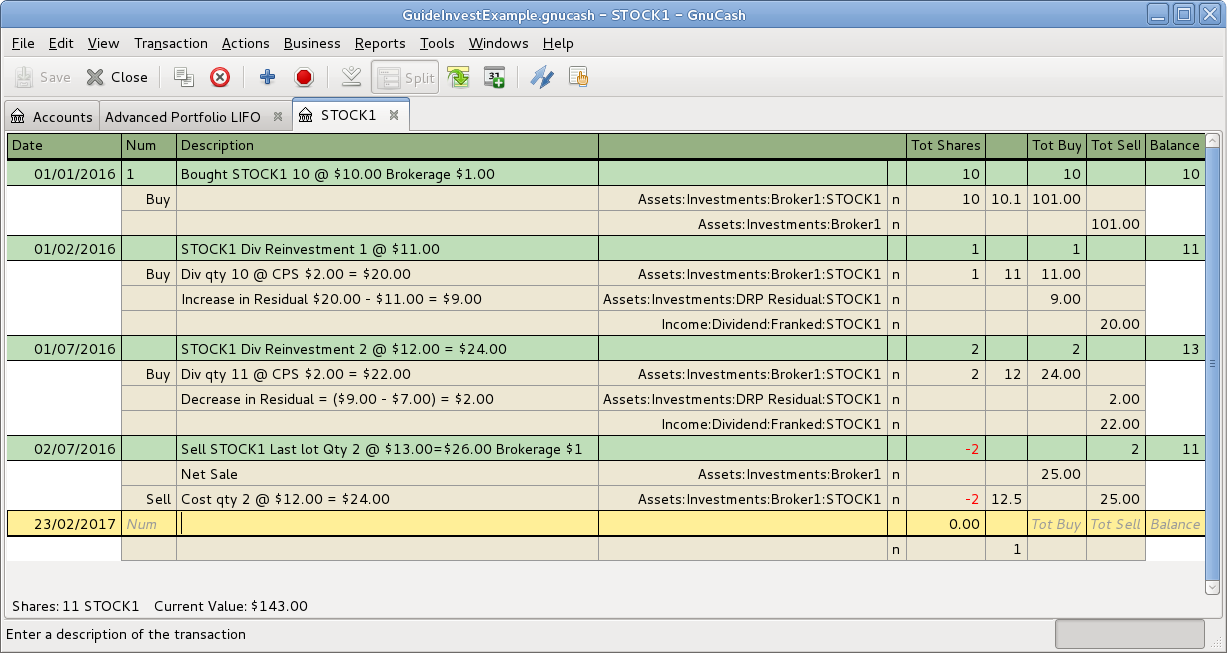 GuideInvestExample.gnucash - STOCK1 - GnuCash
File Edit View Transaction Actions Business Reports Tools Windows Help
Save Close Split 31
Accounts Advanced Portfolio LIFO STOCK1
Date Num Description Tot Shares Tot Buy Tot Sell Balance
01/01/2016 1 Bought STOCK1 10 @ $10.00 Brokerage $1.00 10 10 10
Buy Assets:Investments:Broker1:STOCK1 n 10 10.1 101.00
Assets:Investments:Broker1 n 101.00
01/02/2016 STOCK1 Div Reinvestment 1 @ $11.00 1 1 11
Buy Div qty 10 @ CPS $2.00 = $20.00 Assets:Investments:Broker1:STOCK1 n 1 11 11.00
Increase in Residual $20.00 - $11.00 = $9.00 Assets:Investments:DRP Residual:STOCK1 n 9.00
Income:Dividend:Franked:STOCK1 n 20.00
01/07/2016 STOCK1 Div Reinvestment 2 @ $12.00 = $24.00 2 2 13
Buy Div qty 11 @ CPS $2.00 = $22.00 Assets:Investments:Broker1:STOCK1 n 2 12 24.00
Decrease in Residual = ($9.00 - $7.00) = $2.00 Assets:Investments:DRP Residual:STOCK1 n 2.00
Income:Dividend:Franked:STOCK1 n 22.00
02/07/2016 Sell STOCK1 Last lot Qty 2 @ $13.00=$26.00 Brokerage $1 -2 2 11
Net Sale Assets:Investments:Broker1 n 25.00
Sell Cost qty 2 @ $12.00 = $24.00 Assets:Investments:Broker1:STOCK1 n -2 12.5 25.00
23/02/2017 Num 0.00 Tot Buy Tot Sell Balance
n 1
Shares: 11 STOCK1 Current Value: $143.00
Enter a description of the transaction